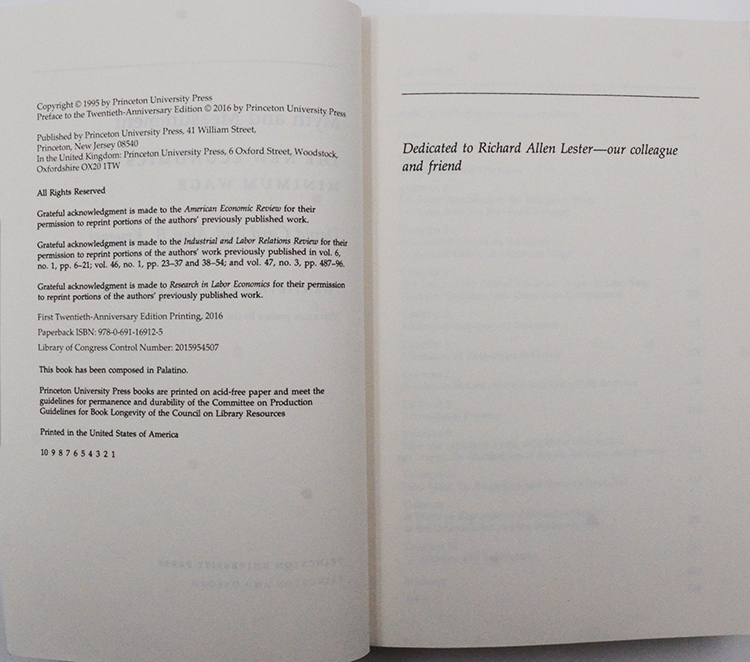 Copyright © 1995 by Princeton University Press
Preface to the Twentieth-Anniversary Edition © 2016 by Princeton University Press
Published by Princeton University Press, 41 William Street,
Princeton, New Jersey 08540
In the United Kingdom: Princeton University Press, 6 Oxford Street, Woodstock,
Oxfordshire OX20 1TW
All Rights Reserved
Grateful acknowledgment is made to the American Economic Review for their
permission to reprint portions of the authors' previously published work.
Grateful acknowledgment is made to the Industrial and Labor Relations Review for their
permission to reprint portions of the authors' work previously published in vol. 6,
no. 1, pp. 6–21; vol. 46, no. 1, pp. 23–37 and 38–54; and vol. 47, no. 3, pp. 487–96.
Grateful acknowledgment is made to Research in Labor Economics for their permission
to reprint portions of the authors' previously published work.
First Twentieth-Anniversary Edition Printing, 2016
Paperback ISBN: 978-0-691-16912-5
Library of Congress Control Number: 2015954507
This book has been composed in Palatino.
Princeton University Press books are printed on acid-free paper and meet the
guidelines for permanence and durability of the Committee on Production
Guidelines for Book Longevity of the Council on Library Resources
Printed in the United States of America
10 9 8 7 6 5 4 3 2 1
Dedicated to Richard Allen Lester—our colleague
and friend